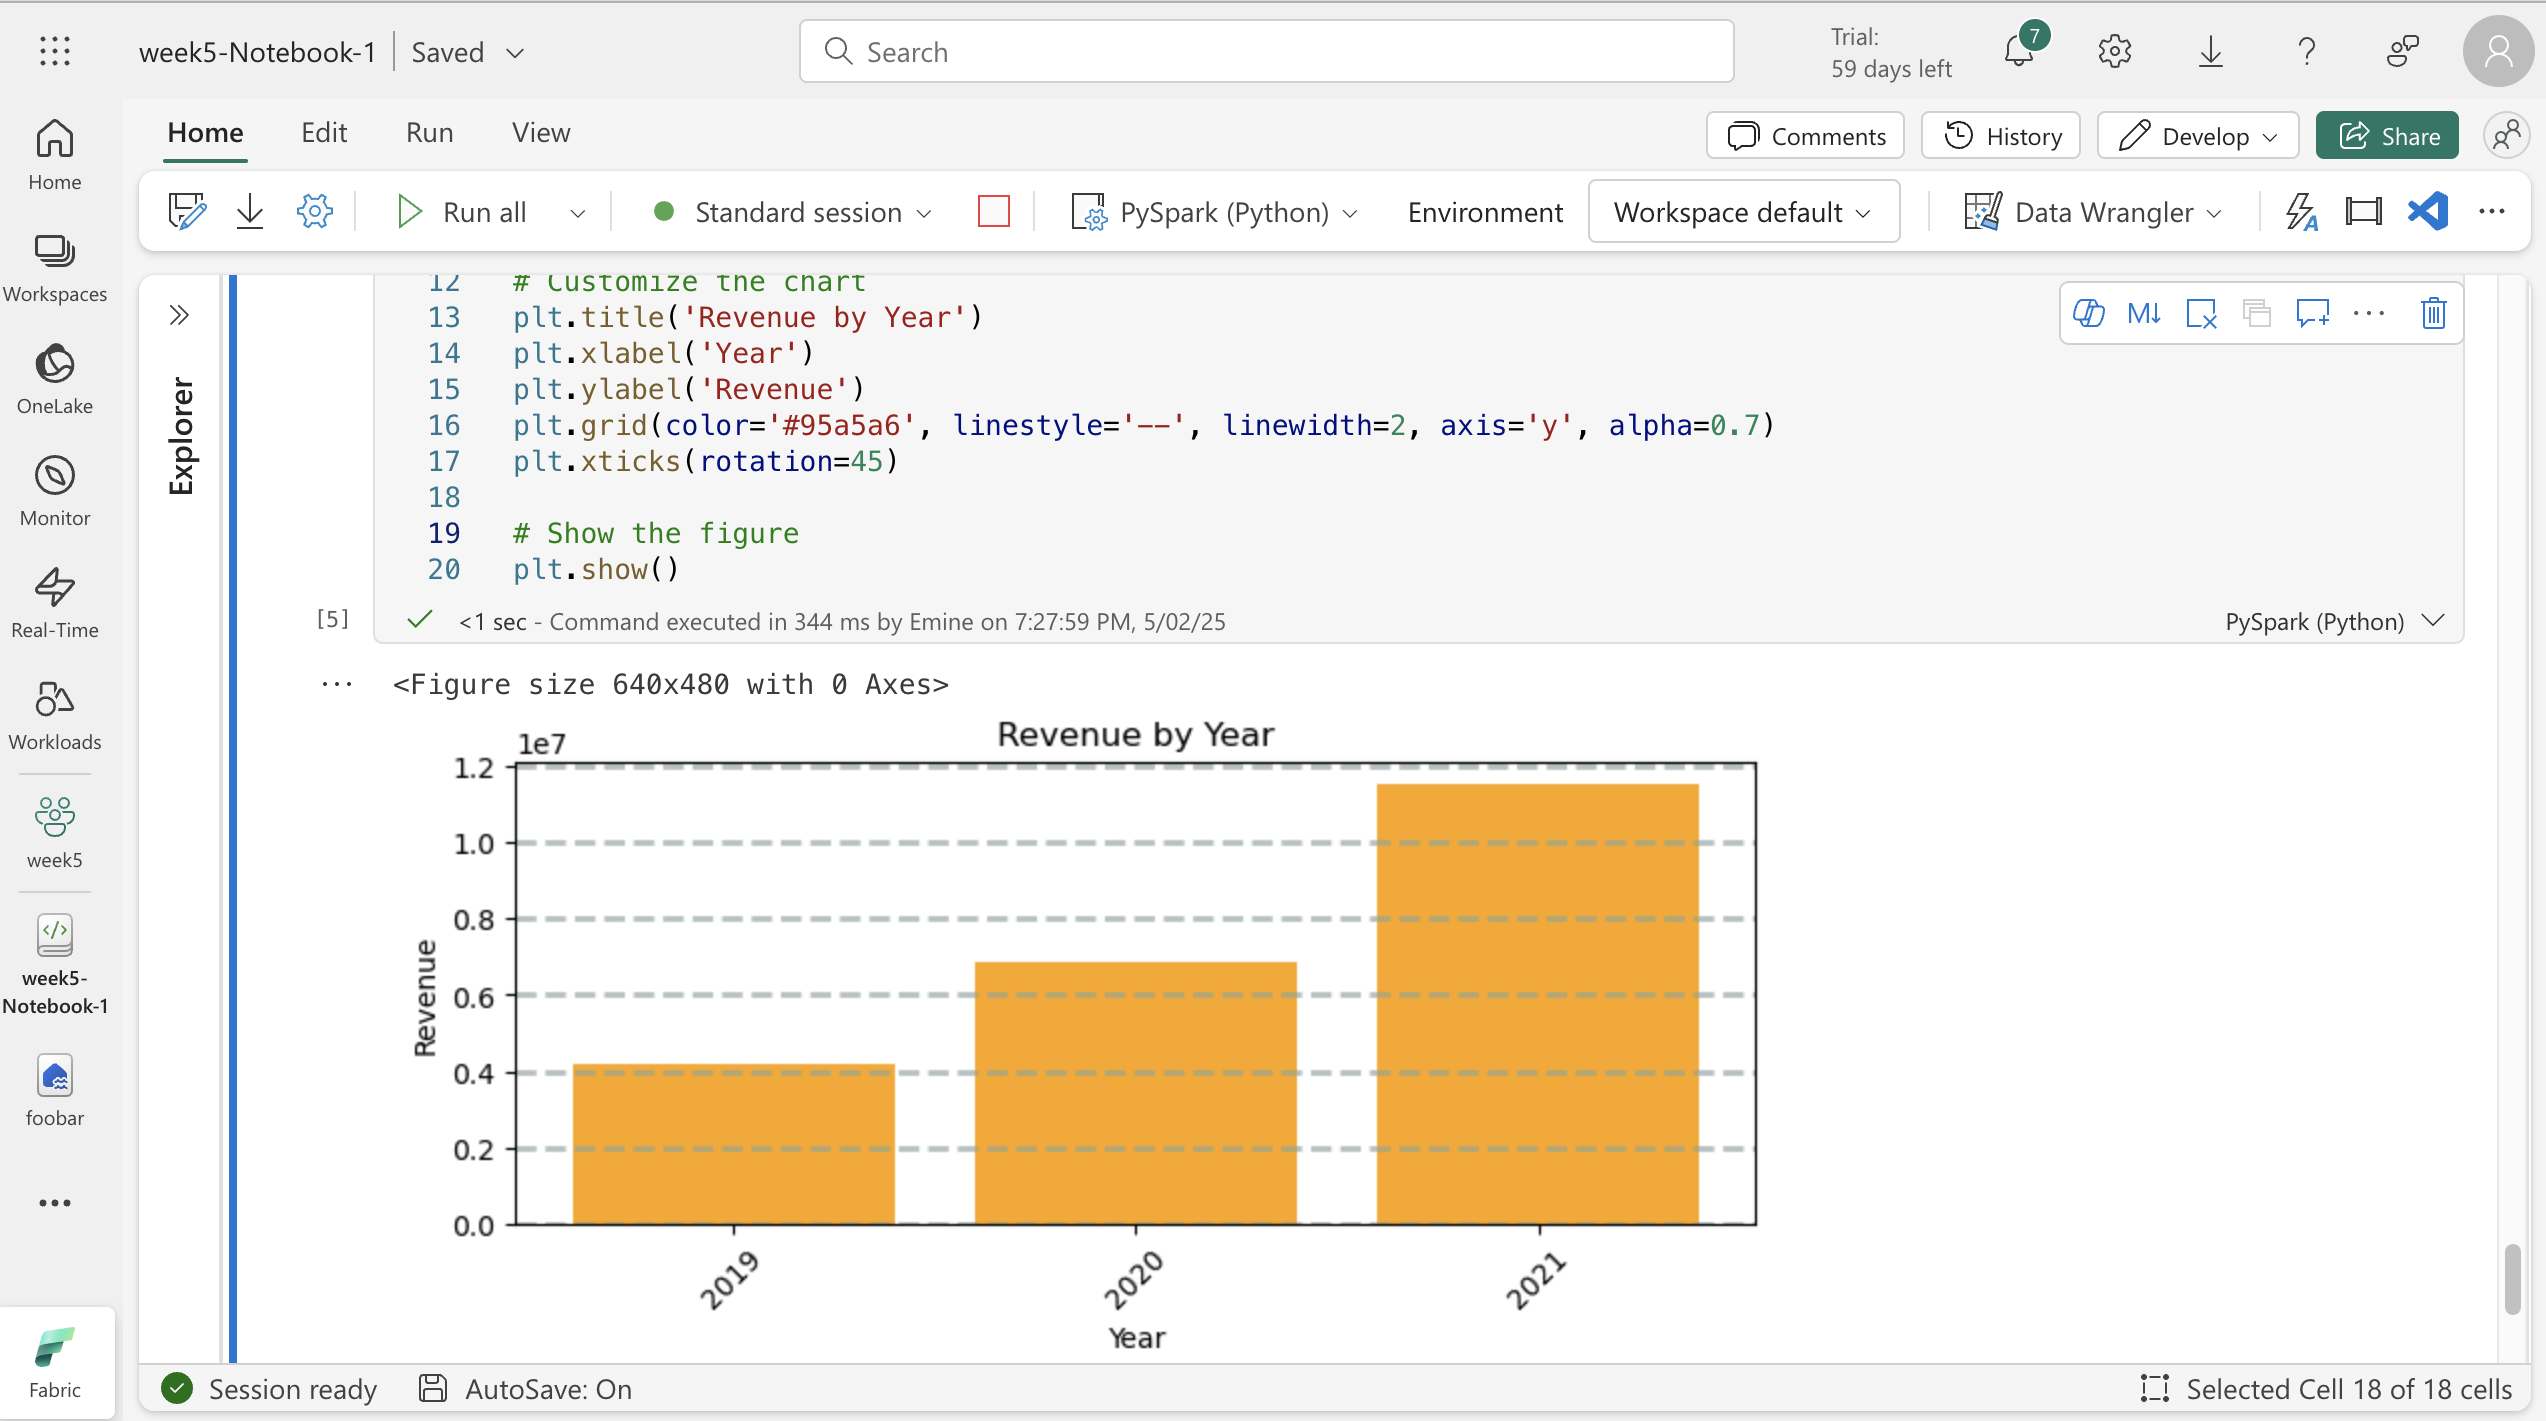 week5-Notebook-1 | Saved
Search
Trial:
59 days left
7
Home Edit Run View
Comments History Develop Share
Run all Standard session PySpark (Python) Environment Workspace default Data Wrangler
Home
Workspaces
OneLake
Monitor
Real-Time
Workloads
week5
week5-
Notebook-1
foobar
Fabric
Explorer
12 # Customize the chart
13 plt.title('Revenue by Year')
14 plt.xlabel('Year')
15 plt.ylabel('Revenue')
16 plt.grid(color='#95a5a6', linestyle='--', linewidth=2, axis='y', alpha=0.7)
17 plt.xticks(rotation=45)
18
19 # Show the figure
20 plt.show()
M↓
[5] <1 sec - Command executed in 344 ms by Emine on 7:27:59 PM, 5/02/25 PySpark (Python)
<Figure size 640x480 with 0 Axes>
Revenue by Year
1e7
1.2
1.0
0.8
0.6
0.4
0.2
0.0
Revenue
2019 2020 2021
Year
Session ready AutoSave: On Selected Cell 18 of 18 cells